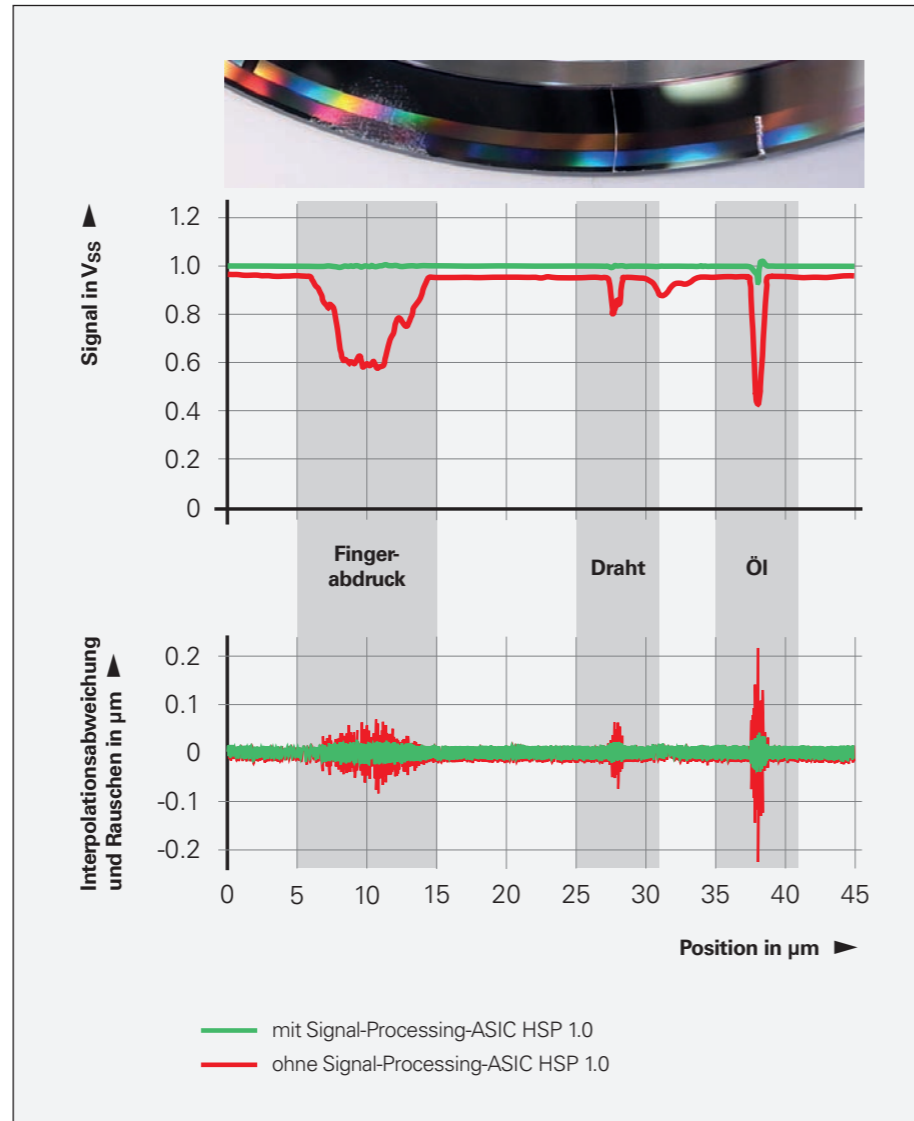 Signal in VSS ►
1.2
1.0
0.8
0.6
0.4
0.2
0
Finger-
abdruck
Draht
Öl
Interpolationsabweichung
und Rauschen in µm ►
0.2
0.1
0
-0.1
-0.2
0 5 10 15 20 25 30 35 40 45
Position in µm ►
mit Signal-Processing-ASIC HSP 1.0
ohne Signal-Processing-ASIC HSP 1.0